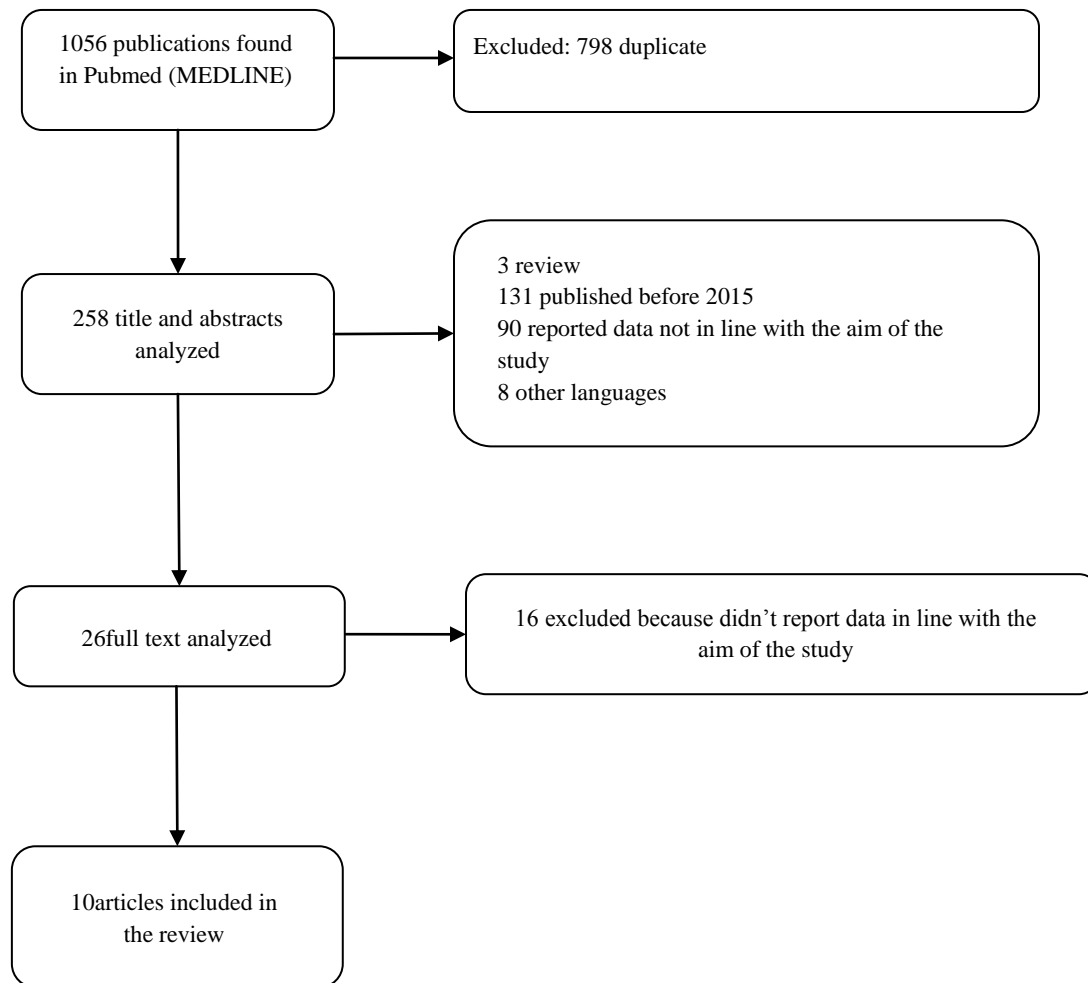 1056 publications found
in Pubmed (MEDLINE)
Excluded: 798 duplicate
258 title and abstracts
analyzed
3 review
131 published before 2015
90 reported data not in line with the aim of the
study
8 other languages
26full text analyzed
16 excluded because didn’t report data in line with the
aim of the study
10articles included in
the review